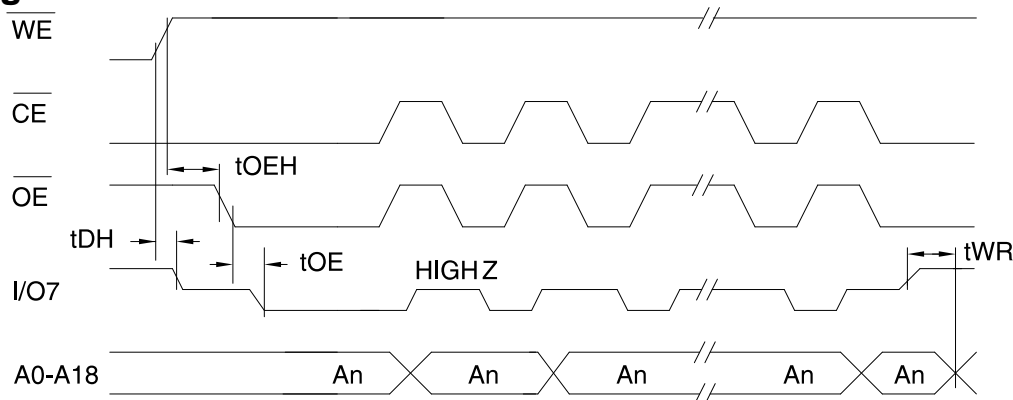 WE
CE
tOEH
OE
tDH
tOE
tWR
HIGH Z
I/O7
A0-A18 An An An An An